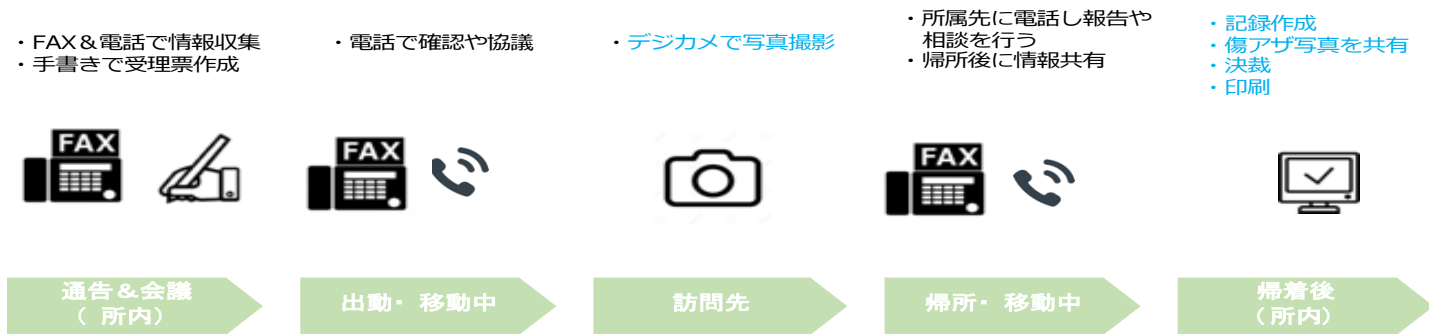 ・FAX＆電話で情報収集
・手書きで受理票作成
・電話で確認や協議
・デジカメで写真撮影
・所属先に電話し報告や
相談を行う
・帰所後に情報共有
・記録作成
・傷アザ写真を共有
・決裁
・印刷
FAX
FAX
FAX
通告＆会議
（ 所内）
出動・ 移動中
訪問先
帰所・ 移動中
帰着後
（所内）